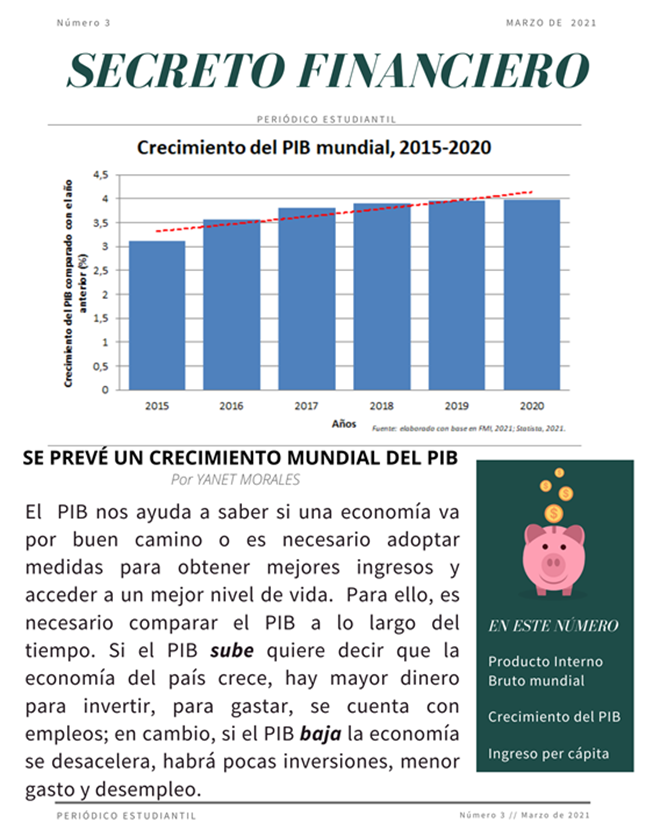 Número 3
MARZO DE 2021
SECRETO FINANCIERO
PERIÓDICO ESTUDIANTIL
Crecimiento del PIB mundial, 2015-2020
Crecimiento del PIB comparado con el año
anterior (%)
4,5
4
3,5
3
2,5
2
1,5
1
0,5
0
2015
2016
2017
2018
2019
2020
Años
Fuente: elaborado con base en FMI, 2021; Statista, 2021.
SE PREVÉ UN CRECIMIENTO MUNDIAL DEL PIB
Por YANET MORALES
El PIB nos ayuda a saber si una economía va
por buen camino o es necesario adoptar
medidas para obtener mejores ingresos y
acceder a un mejor nivel de vida. Para ello, es
necesario comparar el PIB a lo largo del
tiempo. Si el PIB sube quiere decir que la
economía del país crece, hay mayor dinero
para invertir, para gastar, se cuenta con
empleos; en cambio, si el PIB baja la economía
se desacelera, habrá pocas inversiones, menor
gasto y desempleo.
EN ESTE NÚMERO
Producto Interno
Bruto mundial
Crecimiento del PIB
Ingreso per cápita
PERIÓDICO ESTUDIANTIL
Número 3 // Marzo de 2021